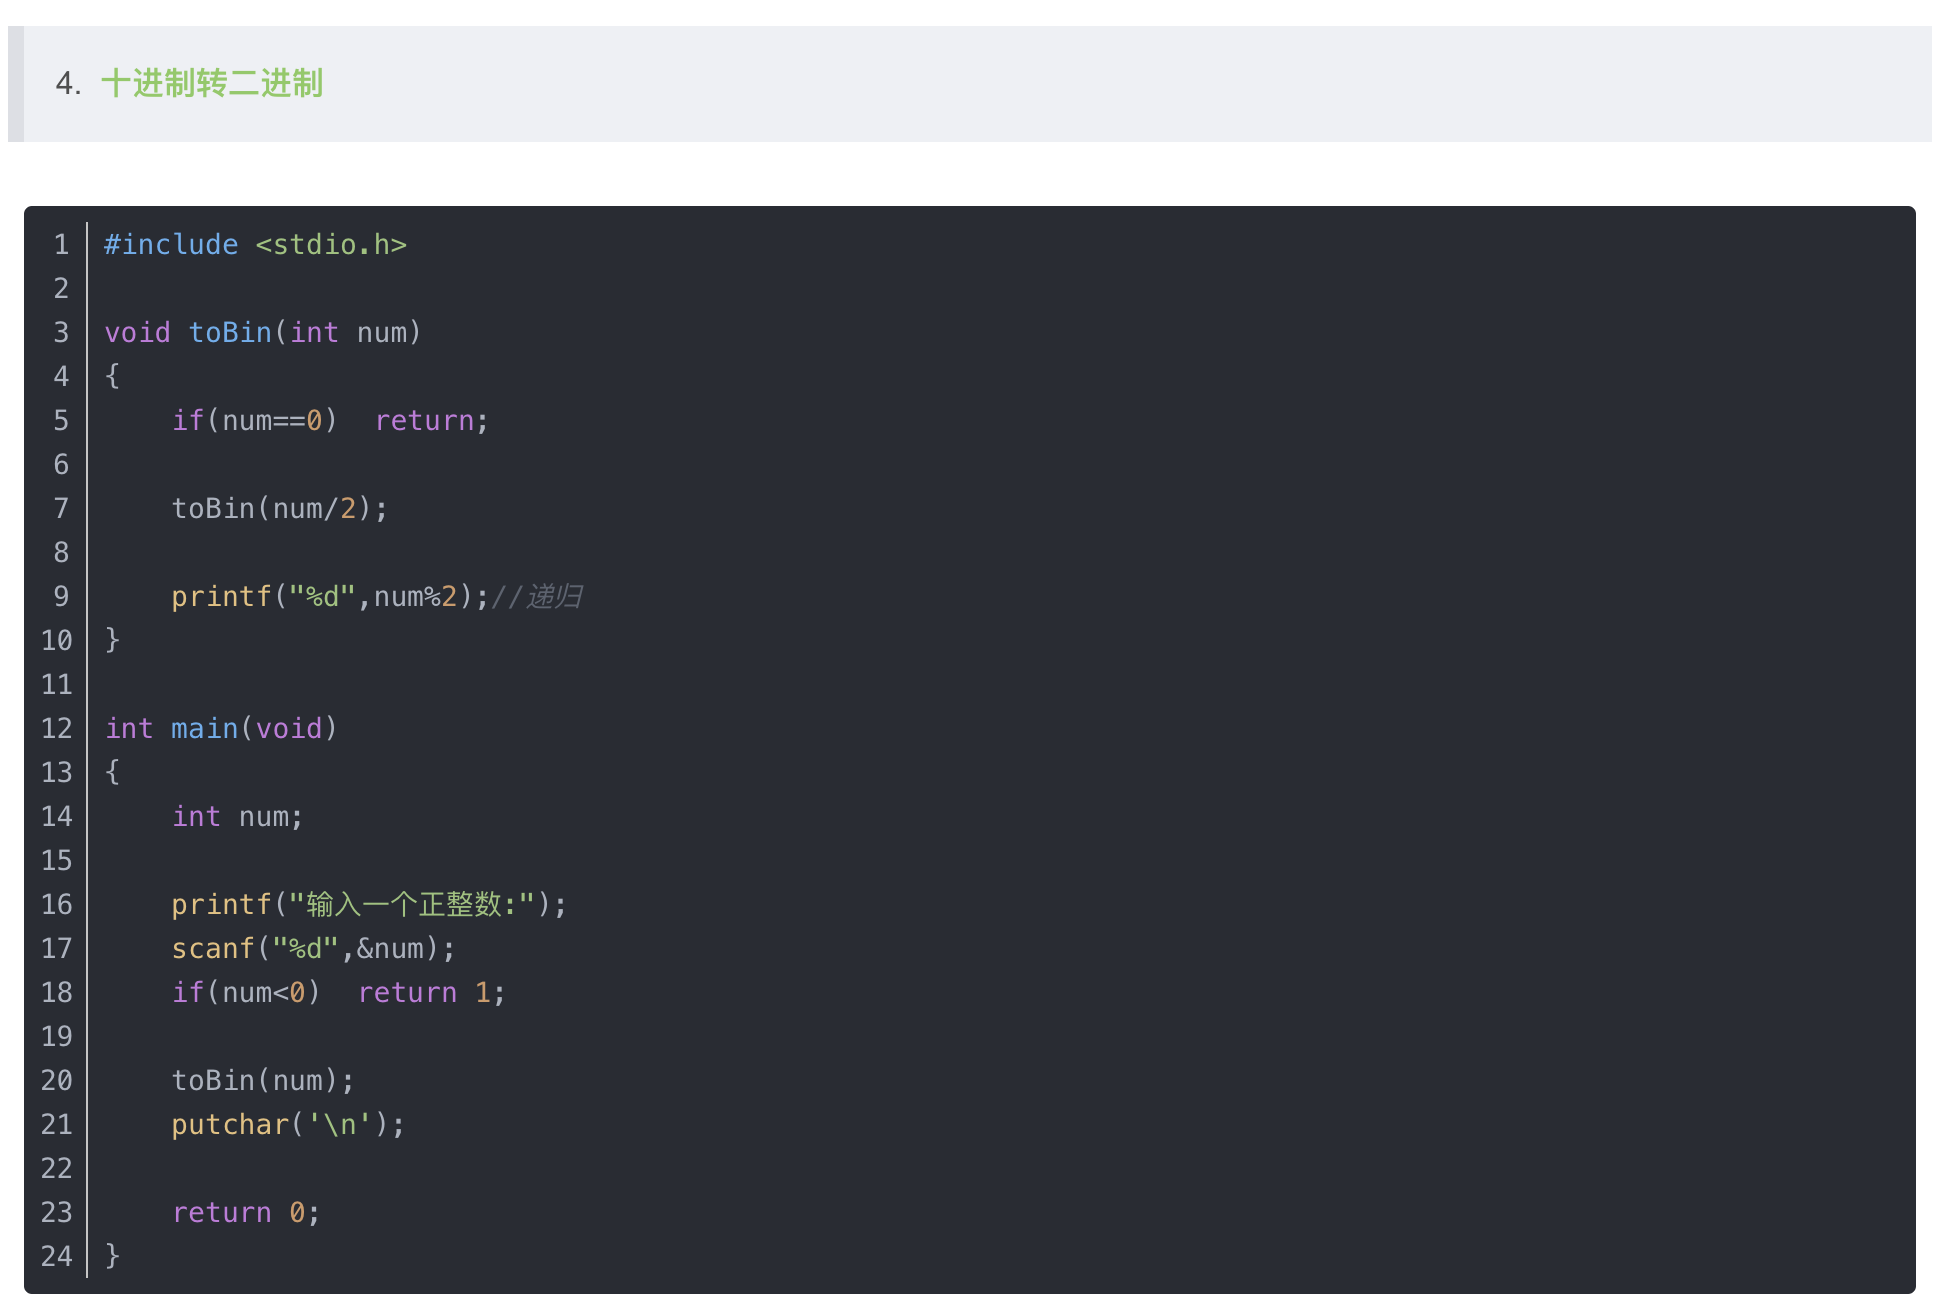 4. 十进制转二进制
1 #include <stdio.h>
2
3 void toBin(int num)
4 {
5     if(num==0)  return;
6
7     toBin(num/2);
8
9     printf("%d",num%2);//递归
10 }
11
12 int main(void)
13 {
14     int num;
15
16     printf("输入一个正整数:");
17     scanf("%d",&num);
18     if(num<0)  return 1;
19
20     toBin(num);
21     putchar('\n');
22
23     return 0;
24 }